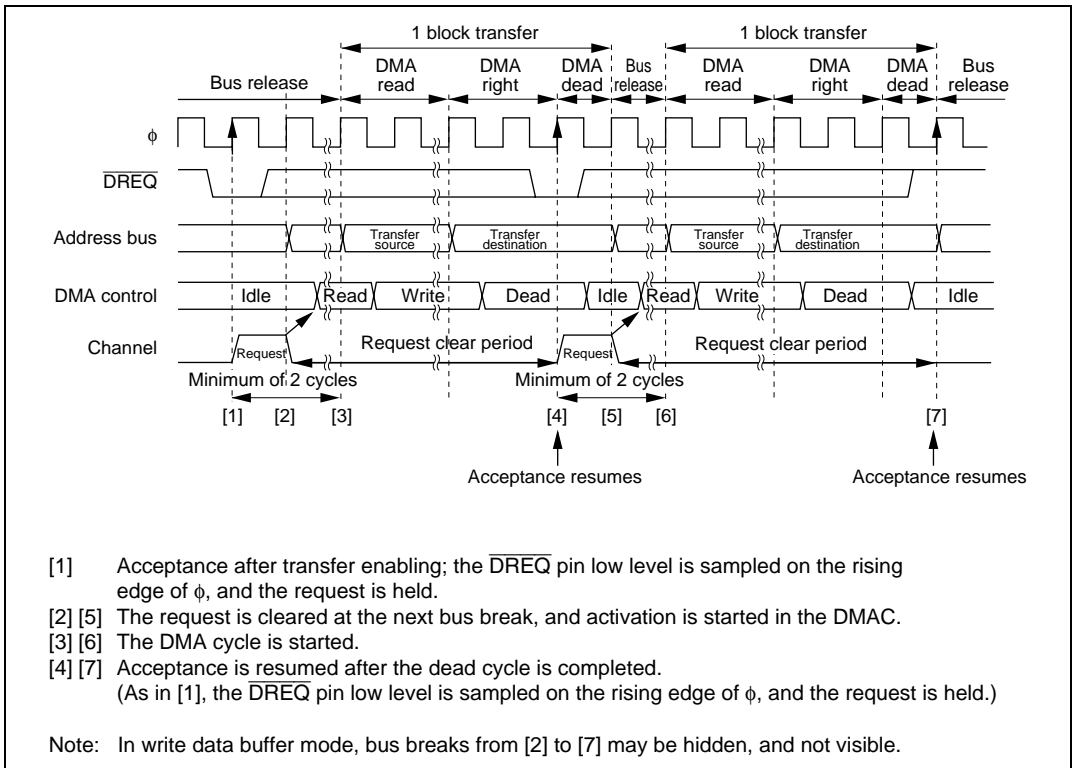 1 block transfer 1 block transfer
Bus release DMA read DMA right DMA dead Bus release DMA read DMA right DMA dead Bus release
φ
DREQ
Address bus Transfer source Transfer destination Transfer source Transfer destination
DMA control Idle Read Write Dead Idle Read Write Dead Idle
Channel Request Request clear period Request Request clear period
Minimum of 2 cycles Minimum of 2 cycles
[1] [2] [3] [4] [5] [6] [7]
Acceptance resumes Acceptance resumes
[1] Acceptance after transfer enabling; the DREQ pin low level is sampled on the rising
edge of φ, and the request is held.
[2] [5] The request is cleared at the next bus break, and activation is started in the DMAC.
[3] [6] The DMA cycle is started.
[4] [7] Acceptance is resumed after the dead cycle is completed.
(As in [1], the DREQ pin low level is sampled on the rising edge of φ, and the request is held.)
Note: In write data buffer mode, bus breaks from [2] to [7] may be hidden, and not visible.